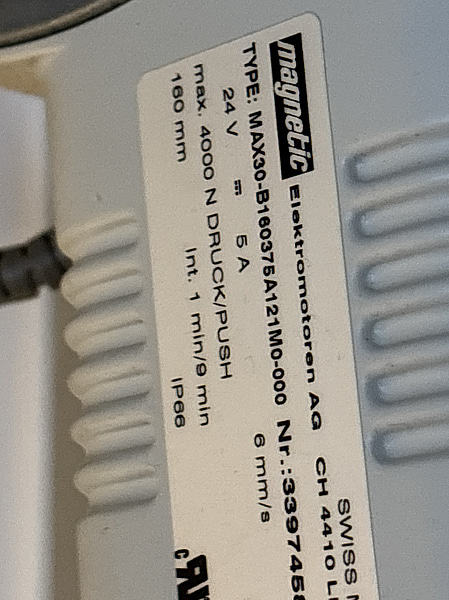 magnetic Elektromotoren AG CH 4410 L
SWISS
TYPE: MAX30-B160375A121M0-000 Nr.:339745
24 V ⎓ 5 A 6 mm/s
max. 4000 N DRUCK/PUSH
160 mm Int. 1 min/9 min
IP66